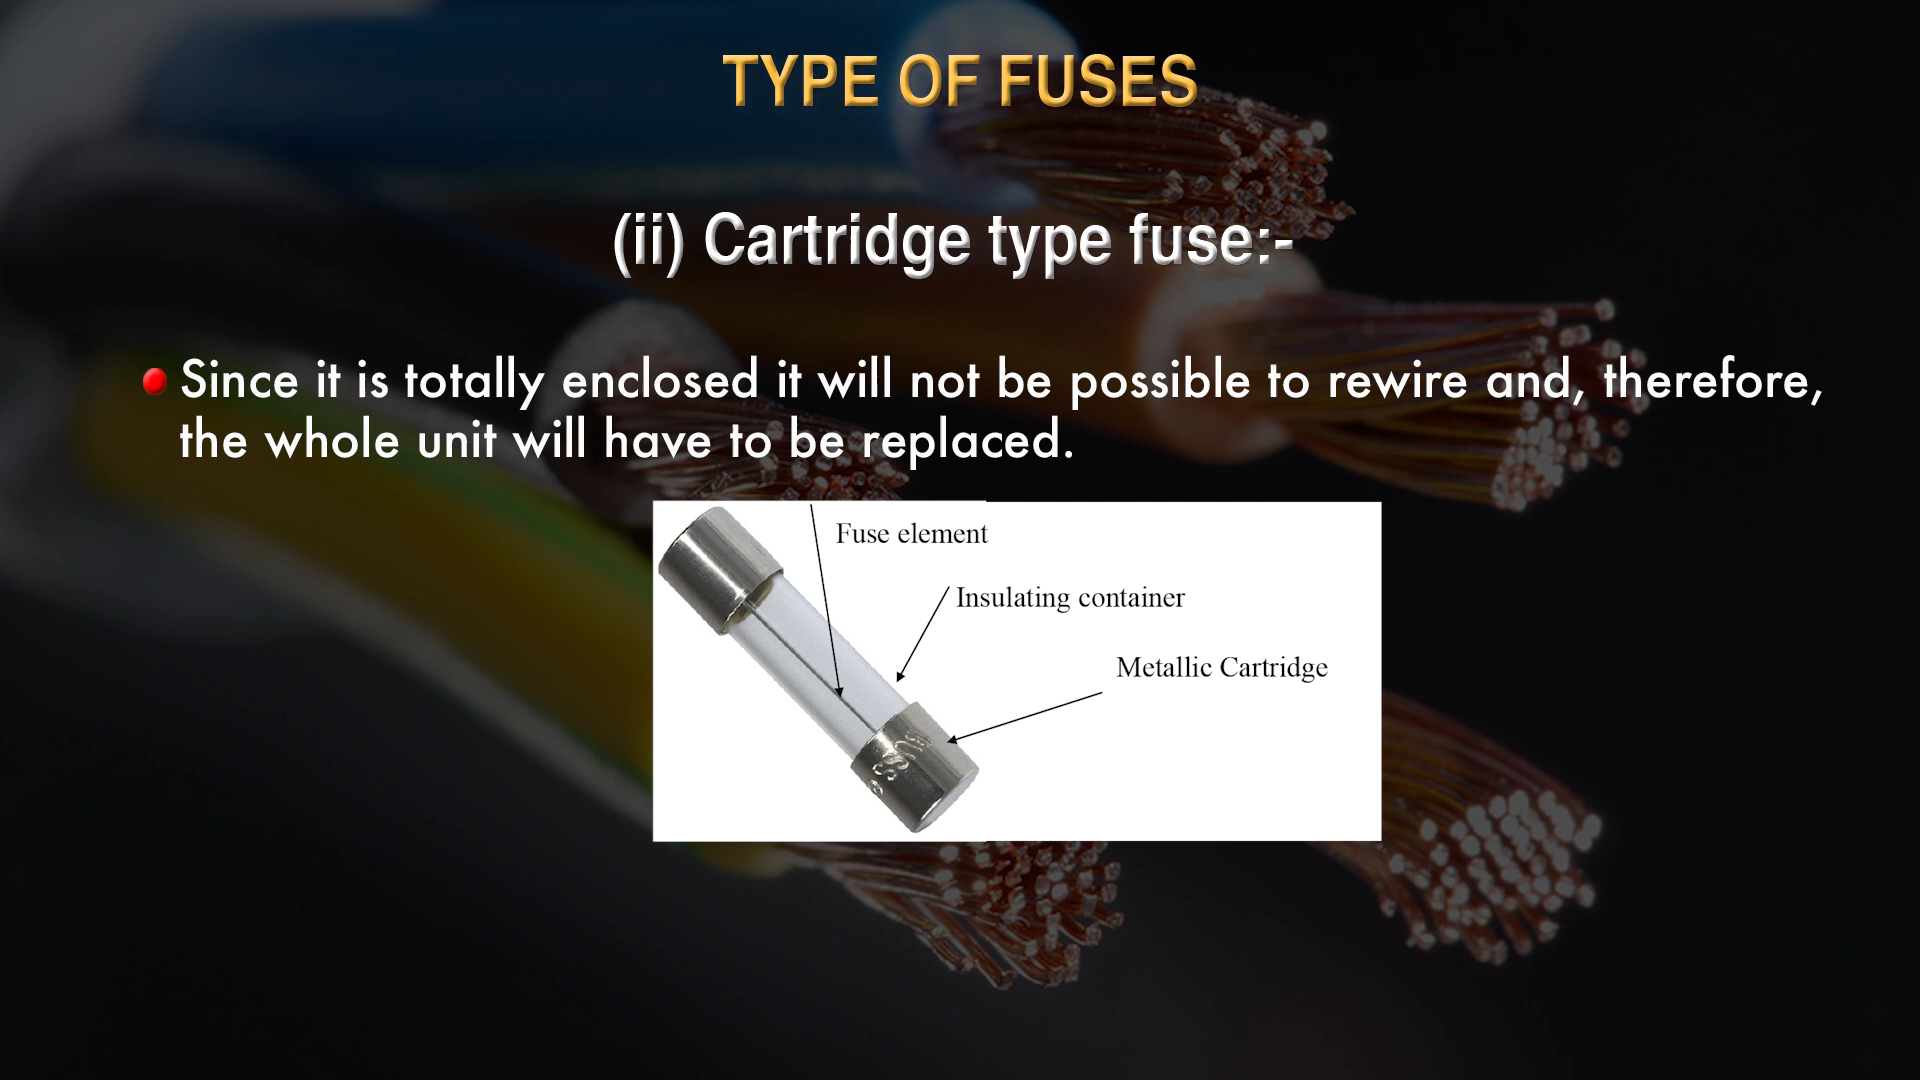 TYPE OF FUSES
(ii) Cartridge type fuse:-
Since it is totally enclosed it will not be possible to rewire and, therefore,
the whole unit will have to be replaced.
Fuse element
Insulating container
Metallic Cartridge